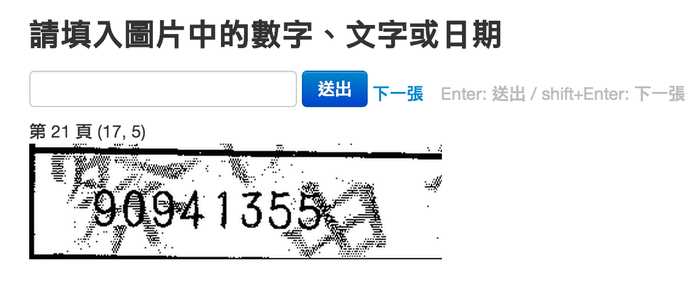 請填入圖片中的數字、文字或日期
送出 下一張 Enter: 送出 / shift+Enter: 下一張
第 21 頁 (17, 5)
90941355